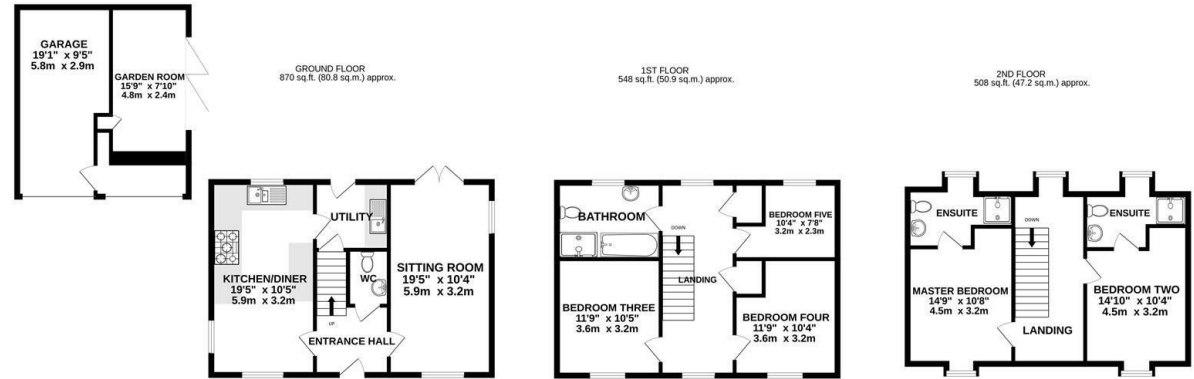 GARAGE
19'1" x 9'5"
5.8m x 2.9m
GARDEN ROOM
15'9" x 7'10"
4.8m x 2.4m
GROUND FLOOR
870 sq.ft. (80.8 sq.m.) approx.
UTILITY
KITCHEN/DINER
19'5" x 10'5"
5.9m x 3.2m
WC
SITTING ROOM
19'5" x 10'4"
5.9m x 3.2m
UP
ENTRANCE HALL
1ST FLOOR
548 sq.ft. (50.9 sq.m.) approx.
BATHROOM
BEDROOM FIVE
10'4" x 7'8"
3.2m x 2.3m
DOWN
LANDING
BEDROOM THREE
11'9" x 10'5"
3.6m x 3.2m
BEDROOM FOUR
11'9" x 10'4"
3.6m x 3.2m
2ND FLOOR
508 sq.ft. (47.2 sq.m.) approx.
ENSUITE
DOWN
ENSUITE
MASTER BEDROOM
14'9" x 10'8"
4.5m x 3.2m
BEDROOM TWO
14'10" x 10'4"
4.5m x 3.2m
LANDING